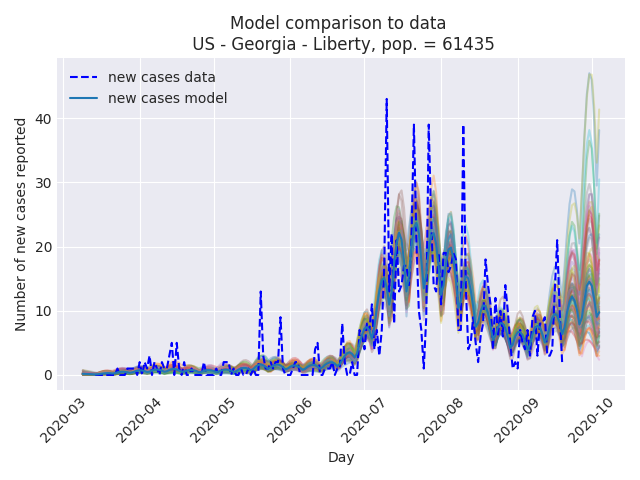 Model comparison to data
US - Georgia - Liberty, pop. = 61435
new cases data
new cases model
Number of new cases reported
40
30
20
10
0
2020-03
2020-04
2020-05
2020-06
2020-07
2020-08
2020-09
2020-10
Day